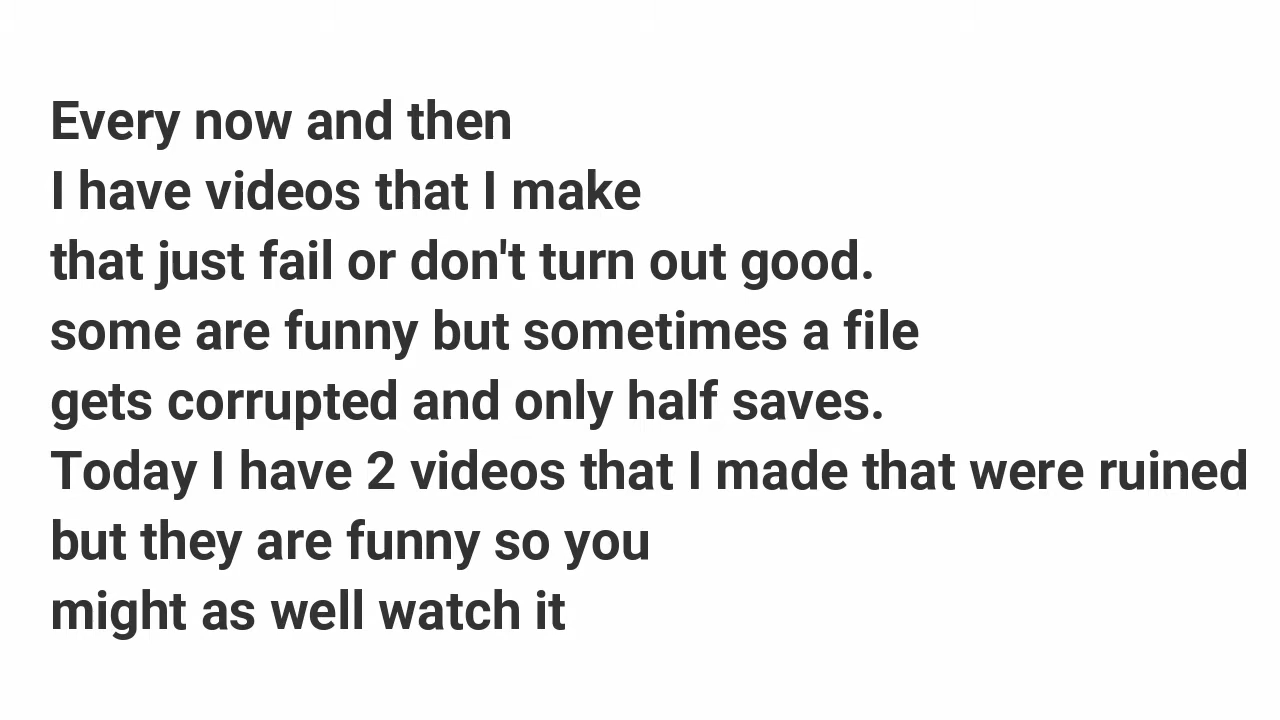 Every now and then
I have videos that I make
that just fail or don't turn out good.
some are funny but sometimes a file
gets corrupted and only half saves.
Today I have 2 videos that I made that were ruined
but they are funny so you
might as well watch it